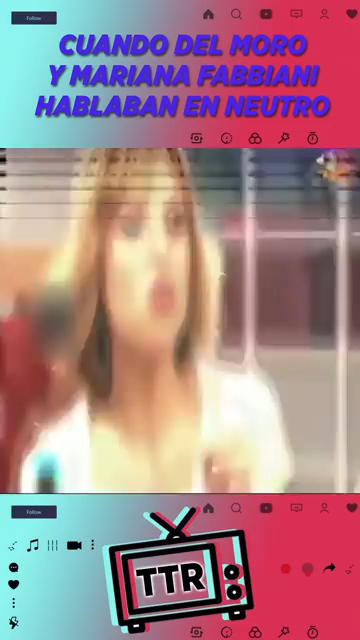 Follow
CUANDO DEL MORO
Y MARIANA FABBIANI
HABLABAN EN NEUTRO
Follow
TTR